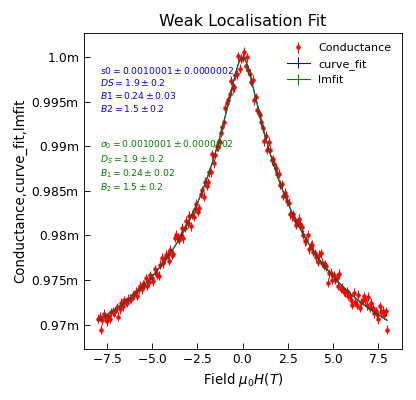 Weak Localisation Fit
Conductance
curve_fit
lmfit
s0 = 0.0010001 ± 0.0000002
DS = 1.9 ± 0.2
B1 = 0.24 ± 0.03
B2 = 1.5 ± 0.2
σ₀ = 0.0010001 ± 0.0000002
D_S = 1.9 ± 0.2
B₁ = 0.24 ± 0.02
B₂ = 1.5 ± 0.2
Conductance,curve_fit,lmfit
1.0m
0.995m
0.99m
0.985m
0.98m
0.975m
0.97m
−7.5 −5.0 −2.5 0.0 2.5 5.0 7.5
Field μ₀H(T)